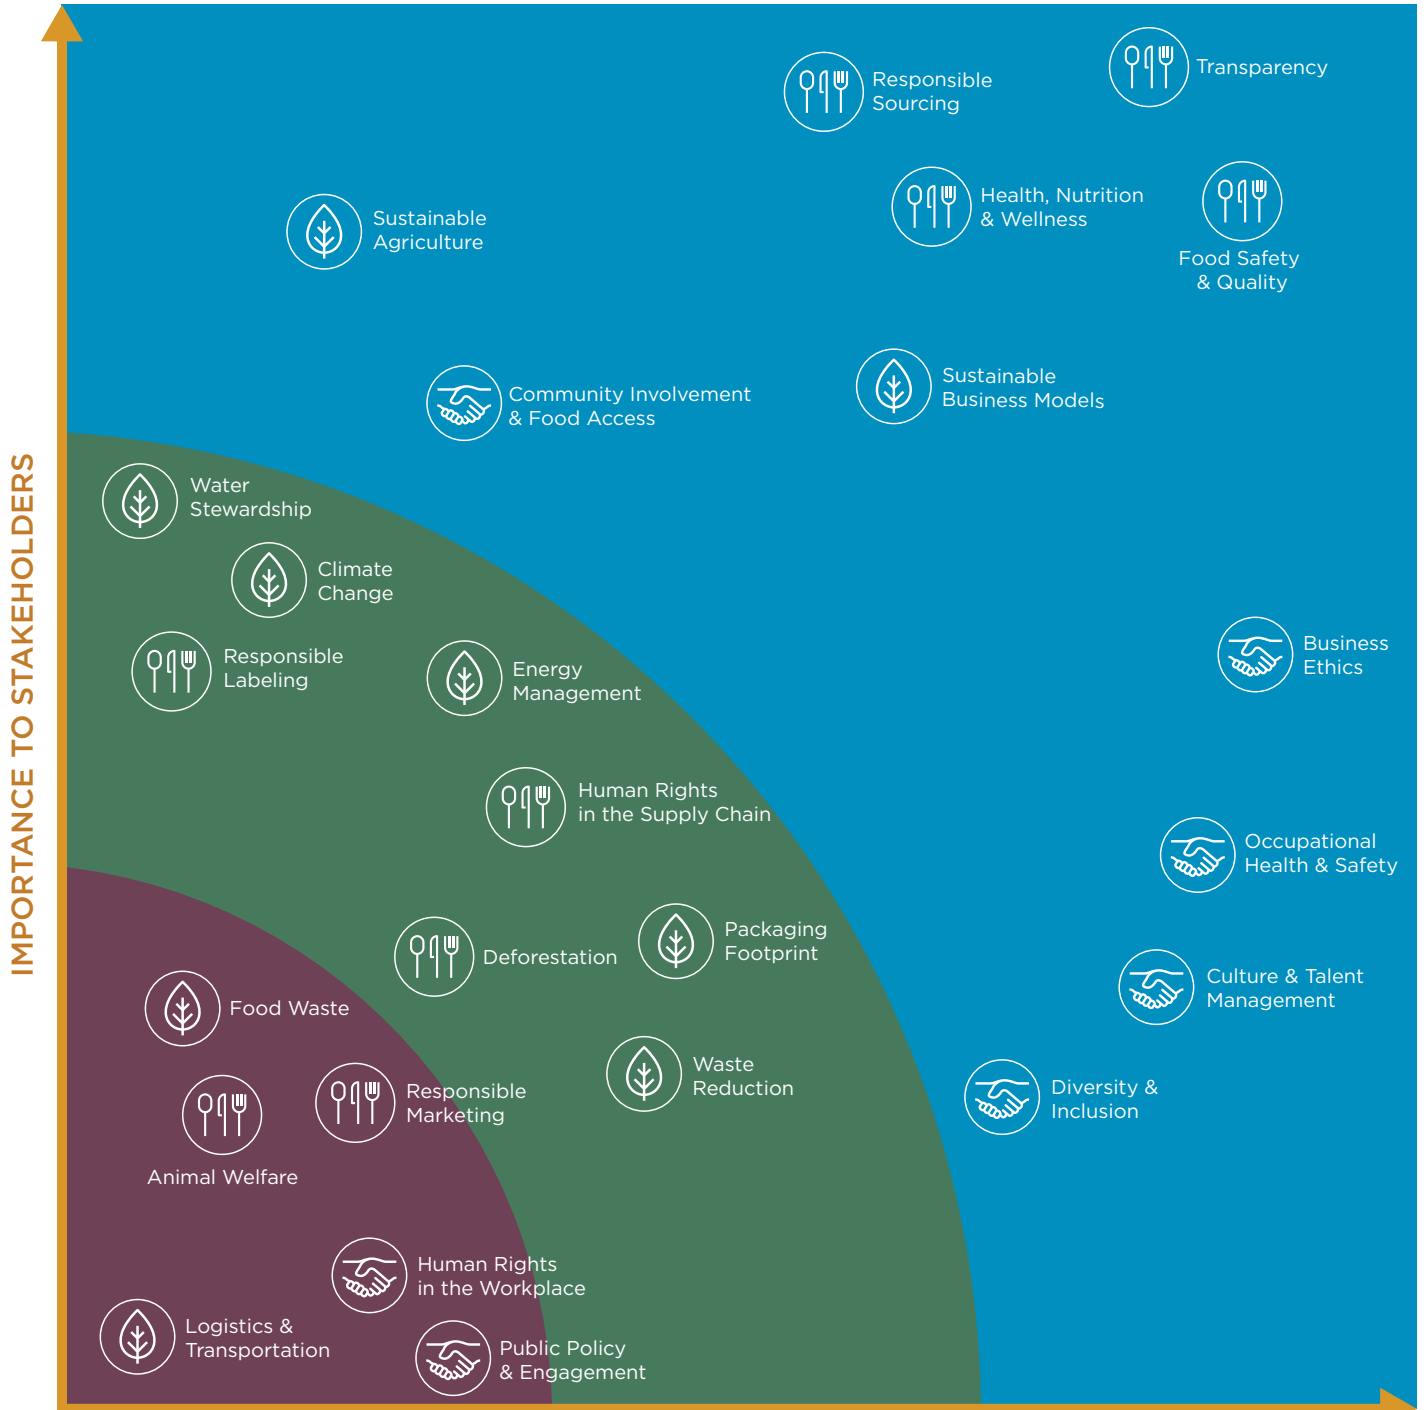 Transparency
Responsible
Sourcing
Health, Nutrition
& Wellness
Food Safety
& Quality
Sustainable
Agriculture
Community Involvement
& Food Access
Sustainable
Business Models
Water
Stewardship
Climate
Change
Responsible
Labeling
Energy
Management
Business
Ethics
Human Rights
in the Supply Chain
Occupational
Health & Safety
Deforestation
Packaging
Footprint
Culture & Talent
Management
Food Waste
Responsible
Marketing
Waste
Reduction
Diversity &
Inclusion
Animal Welfare
Human Rights
in the Workplace
Logistics &
Transportation
Public Policy
& Engagement
IMPORTANCE TO STAKEHOLDERS